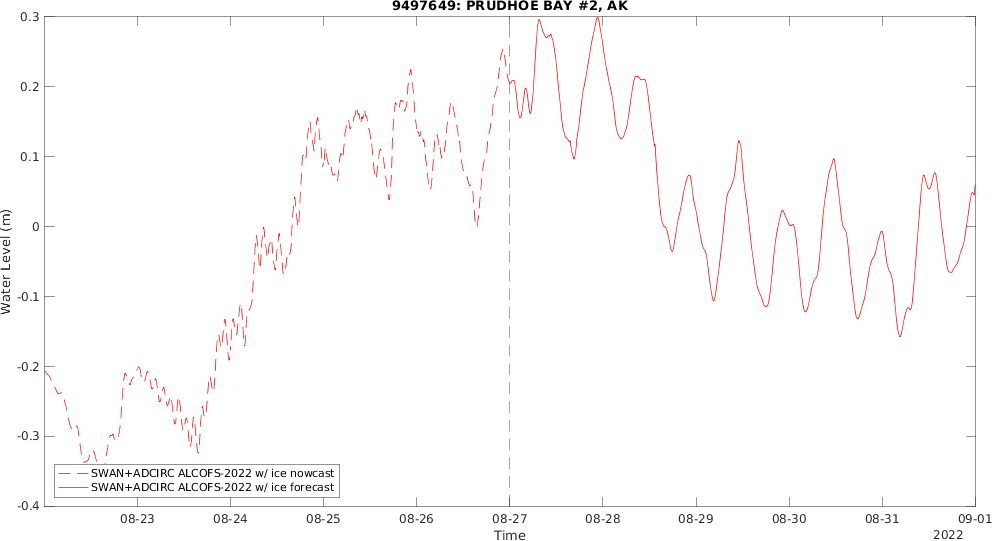 9497649: PRUDHOE BAY #2, AK
0.3
0.2
0.1
0
-0.1
-0.2
-0.3
-0.4
Water Level (m)
SWAN+ADCIRC ALCOFS-2022 w/ ice nowcast
SWAN+ADCIRC ALCOFS-2022 w/ ice forecast
08-23 08-24 08-25 08-26 08-27 08-28 08-29 08-30 08-31 09-01
Time
2022